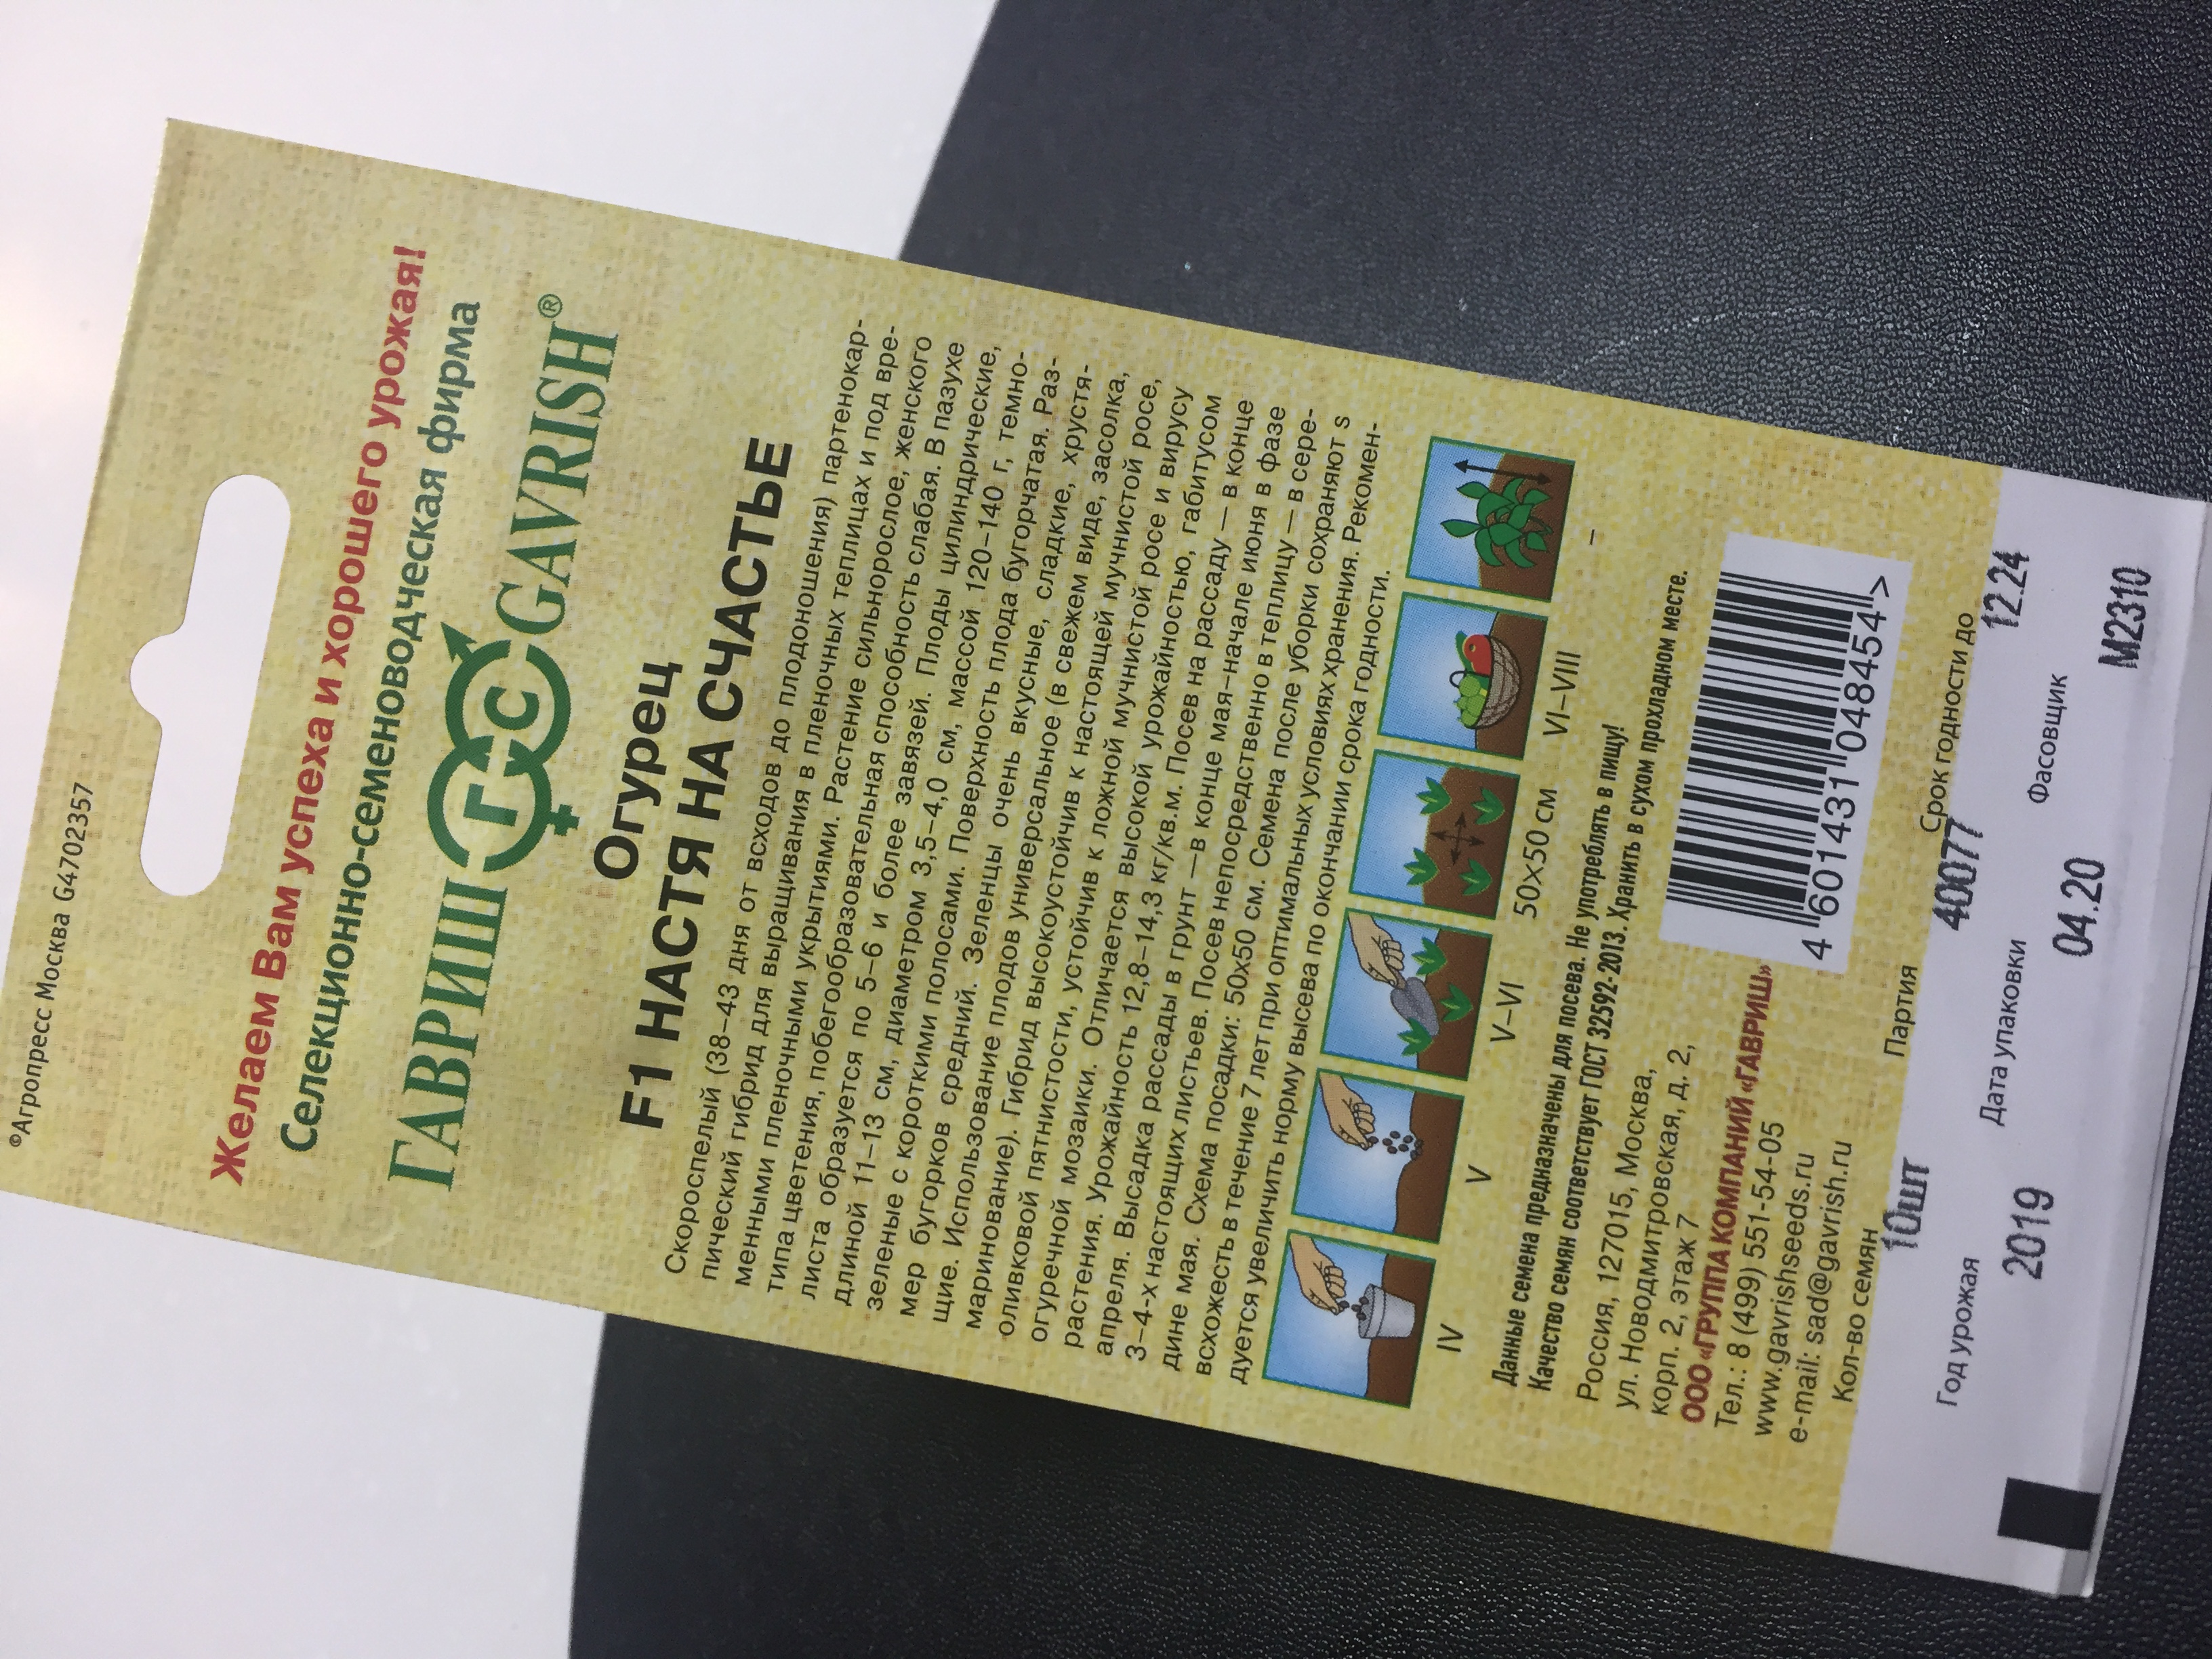 ©Агропресс Москва G4702357
Желаем Вам успеха и хорошего урожая!
Селекционно-семеноводческая фирма
ГАВРИШ ГС GAVRISH®
Огурец
F1 НАСТЯ НА СЧАСТЬЕ
Скороспелый (38–43 дня от всходов до плодоношения) партенокар-
пический гибрид для выращивания в пленочных теплицах и под вре-
менными пленочными укрытиями. Растение сильнорослое, женского
типа цветения, побегообразовательная способность слабая. В пазухе
листа образуется по 5–6 и более завязей. Плоды цилиндрические,
длиной 11–13 см, диаметром 3,5–4,0 см, массой 120–140 г, темно-
зеленые с короткими полосами. Поверхность плода бугорчатая. Раз-
мер бугорков средний. Зеленцы очень вкусные, сладкие, хрустя-
щие. Использование плодов универсальное (в свежем виде, засолка,
маринование). Гибрид высокоустойчив к настоящей мучнистой росе,
оливковой пятнистости, устойчив к ложной мучнистой росе и вирусу
огуречной мозаики. Отличается высокой урожайностью, габитусом
растения. Урожайность 12,8–14,3 кг/кв.м. Посев на рассаду — в конце
апреля. Высадка рассады в грунт —в конце мая–начале июня в фазе
3–4-х настоящих листьев. Посев непосредственно в теплицу — в сере-
дине мая. Схема посадки: 50х50 см. Семена после уборки сохраняют s
всхожесть в течение 7 лет при оптимальных условиях хранения. Рекомен-
дуется увеличить норму высева по окончании срока годности.
IV V V–VI 50х50 см VI–VIII –
Данные семена предназначены для посева. Не употреблять в пищу!
Качество семян соответствует ГОСТ 32592-2013. Хранить в сухом прохладном месте.
Россия, 127015, Москва,
ул. Новодмитровская, д. 2,
корп. 2, этаж 7
ООО «ГРУППА КОМПАНИЙ «ГАВРИШ»
Тел.: 8 (499) 551-54-05
www.gavrishseeds.ru
e-mail: sad@gavrish.ru
4 601431 048454 >
Кол-во семян Партия Срок годности до
10шт 40077 12.24
Год урожая Дата упаковки Фасовщик
2019 04.20 М2310